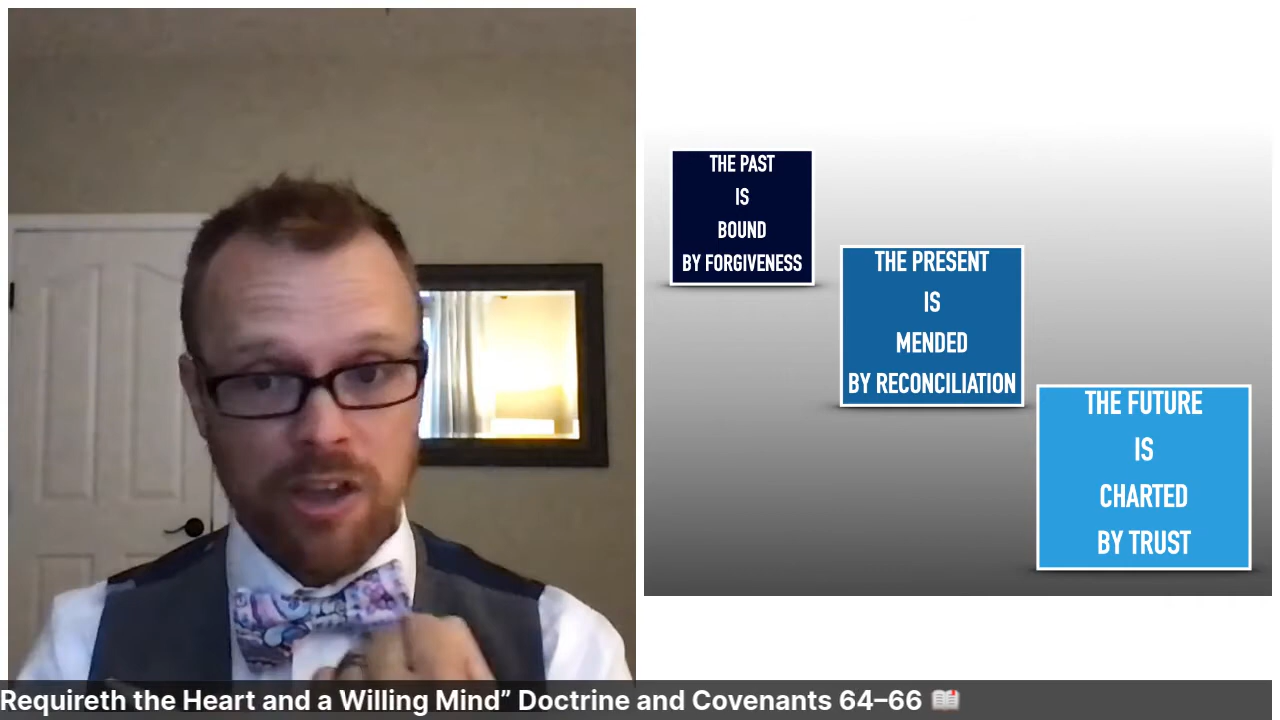 THE PAST
IS
BOUND
BY FORGIVENESS
THE PRESENT
IS
MENDED
BY RECONCILIATION
THE FUTURE
IS
CHARTED
BY TRUST
Requireth the Heart and a Willing Mind” Doctrine and Covenants 64–66 📖